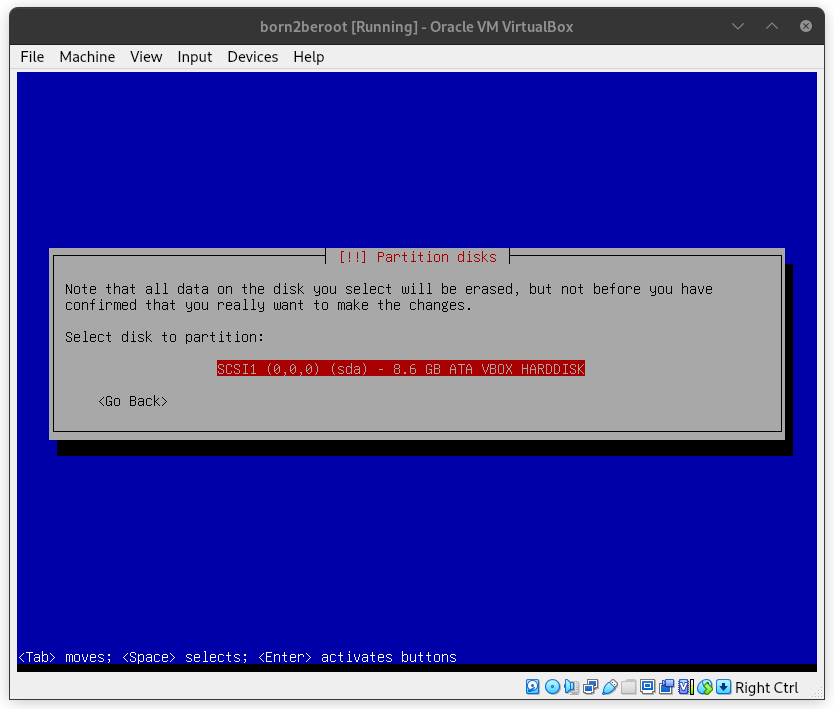 born2beroot [Running] - Oracle VM VirtualBox
File Machine View Input Devices Help
[!!] Partition disks
Note that all data on the disk you select will be erased, but not before you have
confirmed that you really want to make the changes.
Select disk to partition:
SCSI1 (0,0,0) (sda) - 8.6 GB ATA VBOX HARDDISK
<Go Back>
<Tab> moves; <Space> selects; <Enter> activates buttons
Right Ctrl